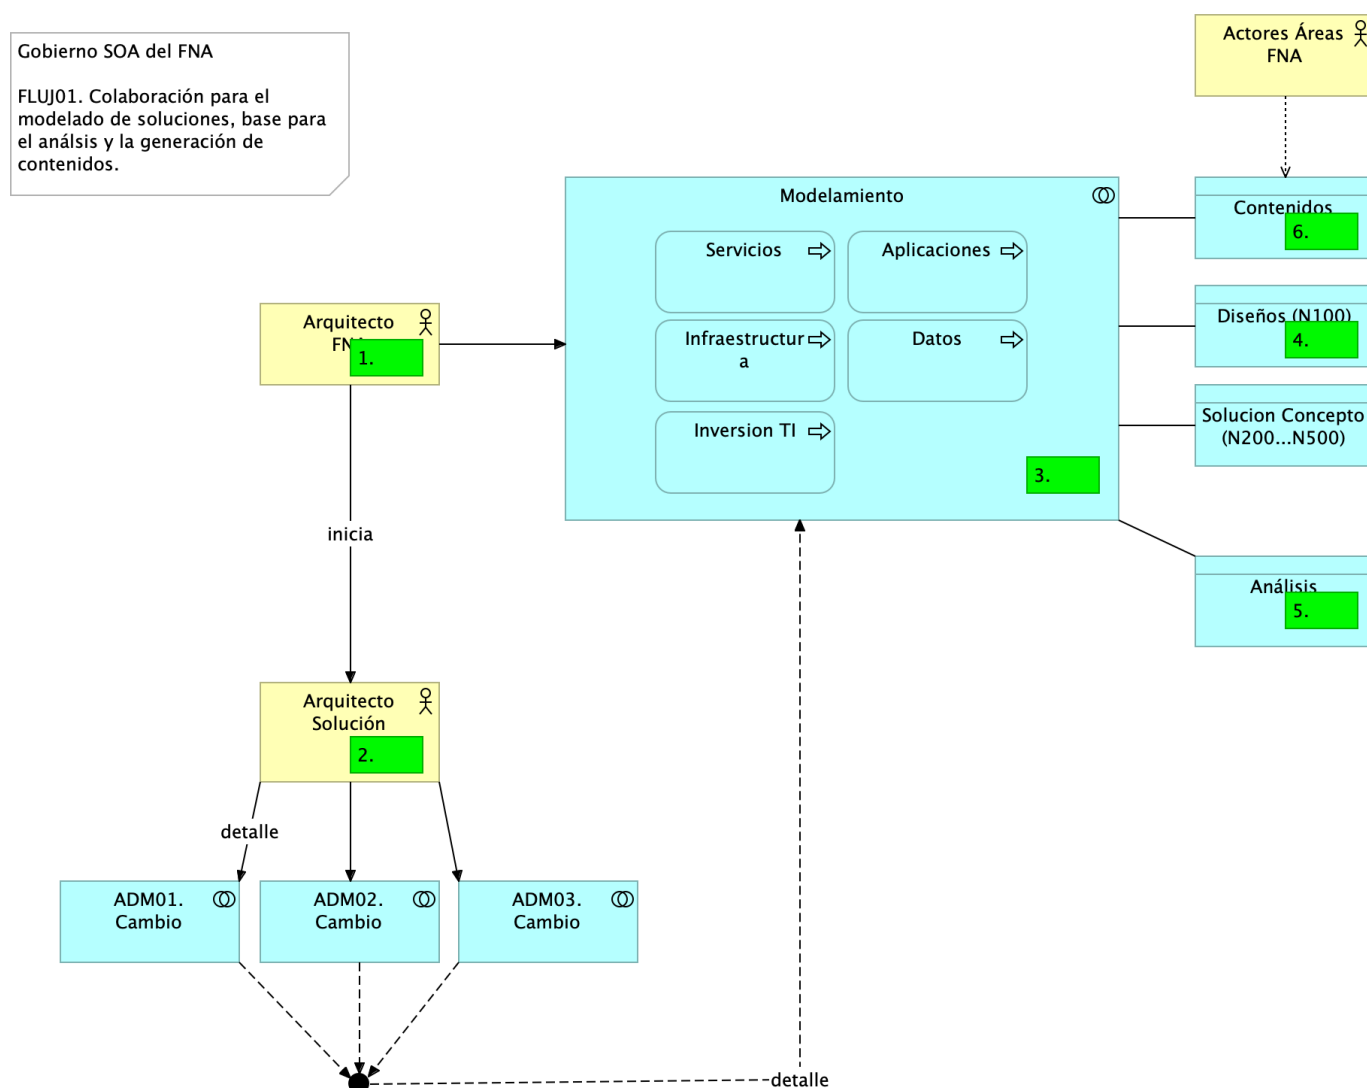 Gobierno SOA del FNA
FLUJ01. Colaboración para el
modelado de soluciones, base para
el análsis y la generación de
contenidos.
Actores Áreas
FNA
Modelamiento
Servicios
Aplicaciones
Infraestructur
a
Datos
Inversion TI
3.
Contenidos
6.
Diseños (N100)
4.
Solucion Concepto
(N200...N500)
Análisis
5.
Arquitecto
FNA
1.
inicia
Arquitecto
Solución
2.
detalle
ADM01.
Cambio
ADM02.
Cambio
ADM03.
Cambio
detalle